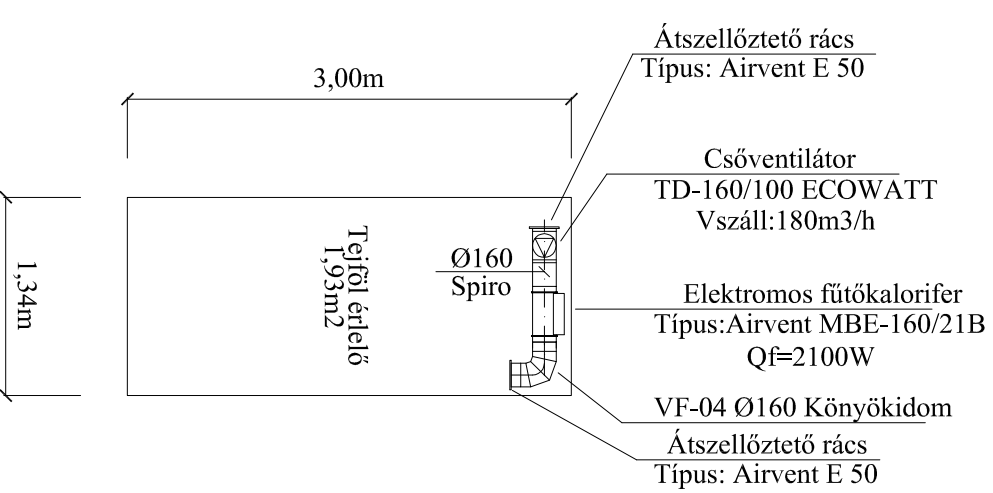 Átszellőztető rács
Típus: Airvent E 50
3,00m
Csőventilátor
TD-160/100 ECOWATT
Vszáll:180m3/h
1,34m
Tejföl érlelő
1,93m2
Ø160
Spiro
Elektromos fűtőkalorifer
Típus:Airvent MBE-160/21B
Qf=2100W
VF-04 Ø160 Könyökidom
Átszellőztető rács
Típus: Airvent E 50